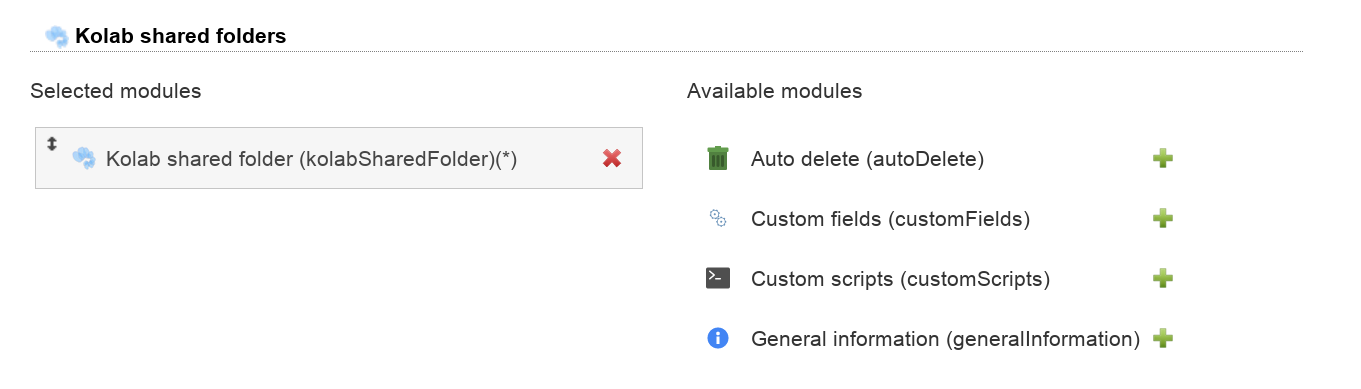 Kolab shared folders
Selected modules
Kolab shared folder (kolabSharedFolder)(*)
Available modules
Auto delete (autoDelete)
Custom fields (customFields)
Custom scripts (customScripts)
General information (generalInformation)